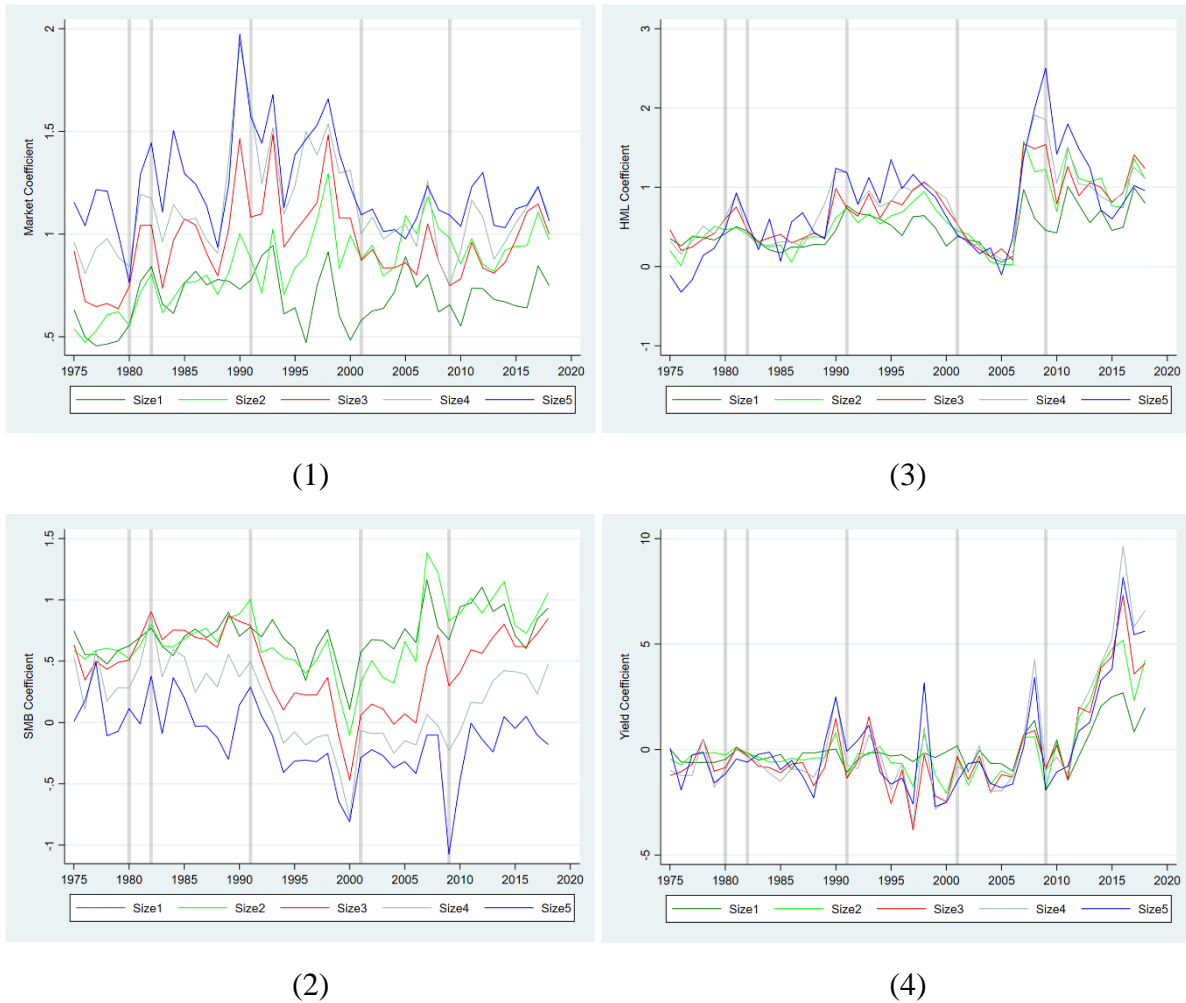 Market Coefficient
2
1.5
1
.5
1975 1980 1985 1990 1995 2000 2005 2010 2015 2020
Size1 Size2 Size3 Size4 Size5
(1)
HML Coefficient
3
2
1
0
-1
1975 1980 1985 1990 1995 2000 2005 2010 2015 2020
Size1 Size2 Size3 Size4 Size5
(3)
SMB Coefficient
1.5
1
.5
0
-.5
-1
1975 1980 1985 1990 1995 2000 2005 2010 2015 2020
Size1 Size2 Size3 Size4 Size5
(2)
Yield Coefficient
10
5
0
-5
1975 1980 1985 1990 1995 2000 2005 2010 2015 2020
Size1 Size2 Size3 Size4 Size5
(4)